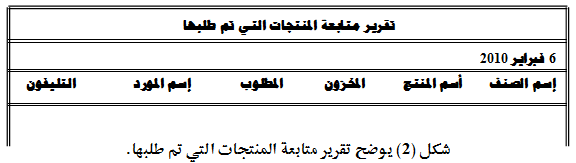 تقرير متابعة المنتجات التي تم طلبها
6 فبراير 2010
إسم الصنف أسم المنتج المخزون المطلوب إسم المورد التليفون
شكل (2) يوضح تقرير متابعة المنتجات التي تم طلبها.